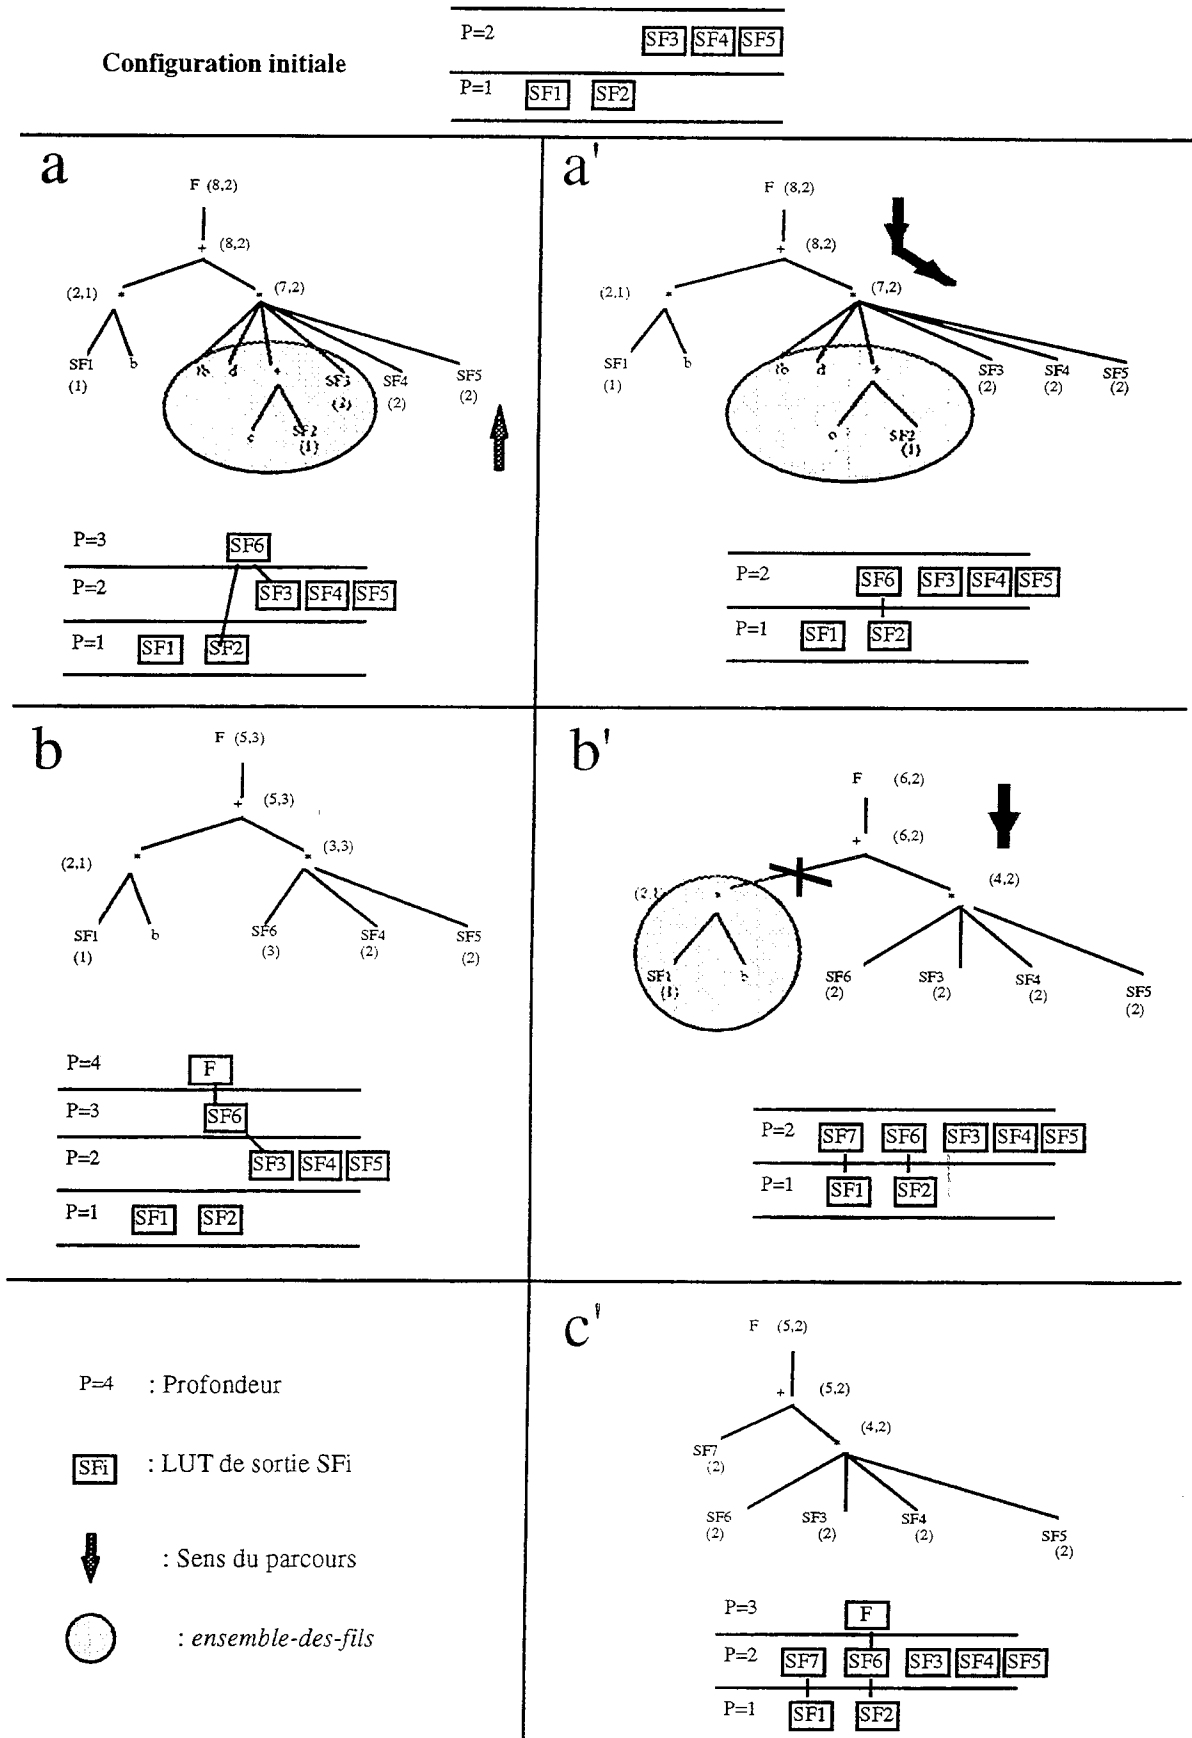 P=2 SF3 SF4 SF5
Configuration initiale
P=1 SF1 SF2
a
F (8,2)
+ (8,2)
(2,1) * * (7,2)
SF1 b b d + SF3 SF4 SF5
(1) (2) (2)
c SF2
(1)
P=3 SF6
P=2 SF3 SF4 SF5
P=1 SF1 SF2
a'
F (8,2)
+ (8,2)
(2,1) * * (7,2)
SF1 b b d + SF3 SF4 SF5
(1) (2) (2) (2)
SF2
(1)
P=2 SF6 SF3 SF4 SF5
P=1 SF1 SF2
b
F (5,3)
+ (5,3)
(2,1) * * (3,3)
SF1 b SF6 SF4 SF5
(1) (3) (2) (2)
P=4 F
P=3 SF6
P=2 SF3 SF4 SF5
P=1 SF1 SF2
b'
F (6,2)
+ (6,2)
* * (4,2)
SF1 b SF6 SF3 SF4 SF5
(1) (2) (2) (2) (2)
P=2 SF7 SF6 SF3 SF4 SF5
P=1 SF1 SF2
P=4 : Profondeur
SFi : LUT de sortie SFi
: Sens du parcours
: ensemble-des-fils
c'
F (5,2)
+ (5,2)
* (4,2)
SF7
(2)
SF6 SF3 SF4 SF5
(2) (2) (2) (2)
P=3 F
P=2 SF7 SF6 SF3 SF4 SF5
P=1 SF1 SF2